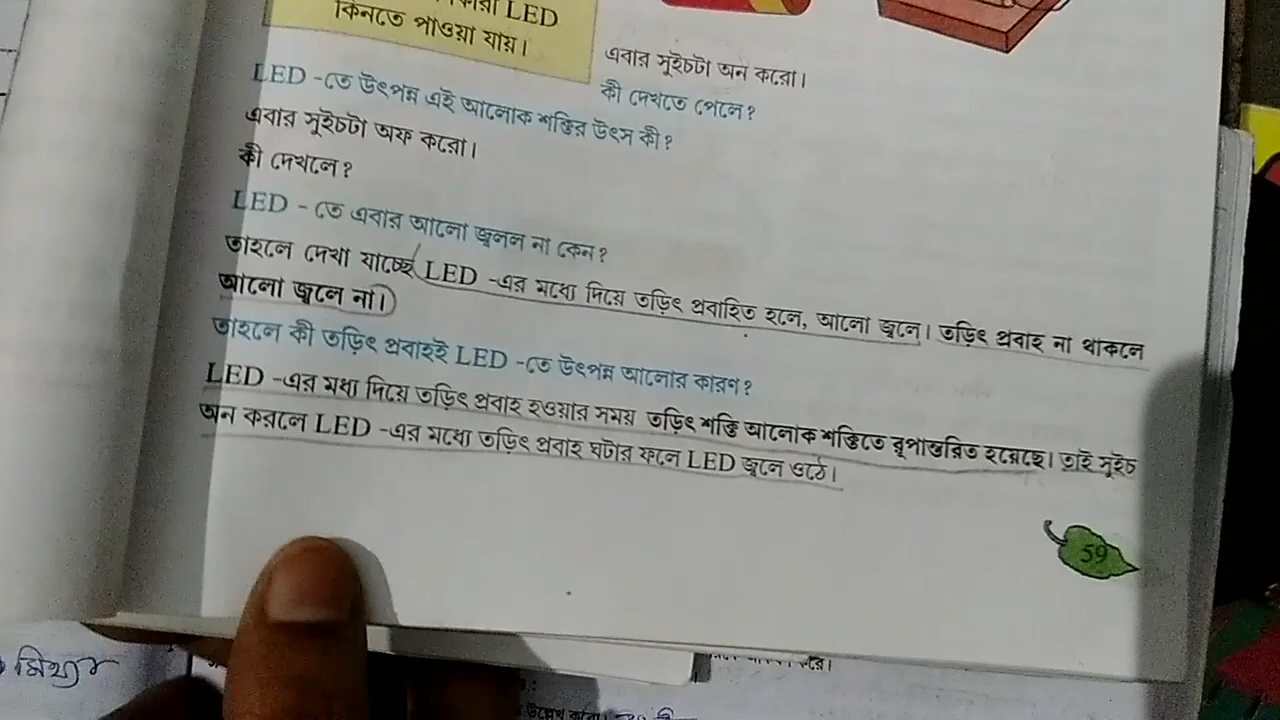 LED
কিনতে পাওয়া যায়।
এবার সুইচটা অন করো।
কী দেখতে পেলে?
LED -তে উৎপন্ন এই আলোক শক্তির উৎস কী?
এবার সুইচটা অফ করো।
কী দেখলে?
LED - তে এবার আলো জ্বলল না কেন?
তাহলে দেখা যাচ্ছে LED -এর মধ্যে দিয়ে তড়িৎ প্রবাহিত হলে, আলো জ্বলে। তড়িৎ প্রবাহ না থাকলে
আলো জ্বলে না।
তাহলে কী তড়িৎ প্রবাহই LED -তে উৎপন্ন আলোর কারণ?
LED -এর মধ্য দিয়ে তড়িৎ প্রবাহ হওয়ার সময় তড়িৎ শক্তি আলোক শক্তিতে রূপান্তরিত হয়েছে। তাই সুইচ
অন করলে LED -এর মধ্যে তড়িৎ প্রবাহ ঘটার ফলে LED জ্বলে ওঠে।
59